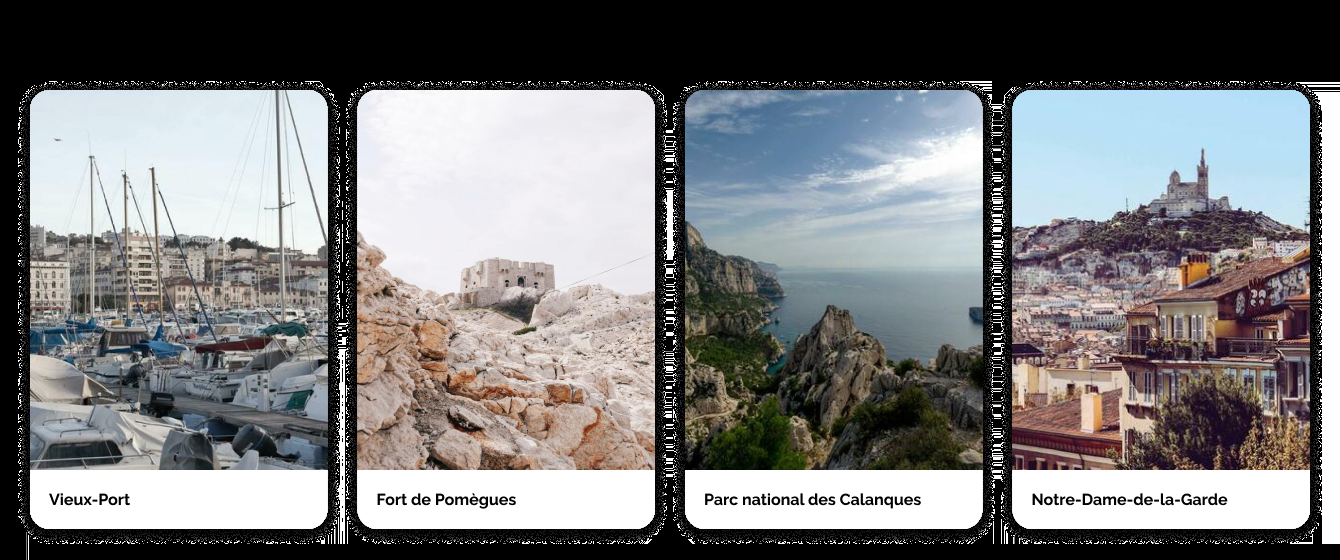 Vieux-Port
Fort de Pomègues
Parc national des Calanques
Notre-Dame-de-la-Garde